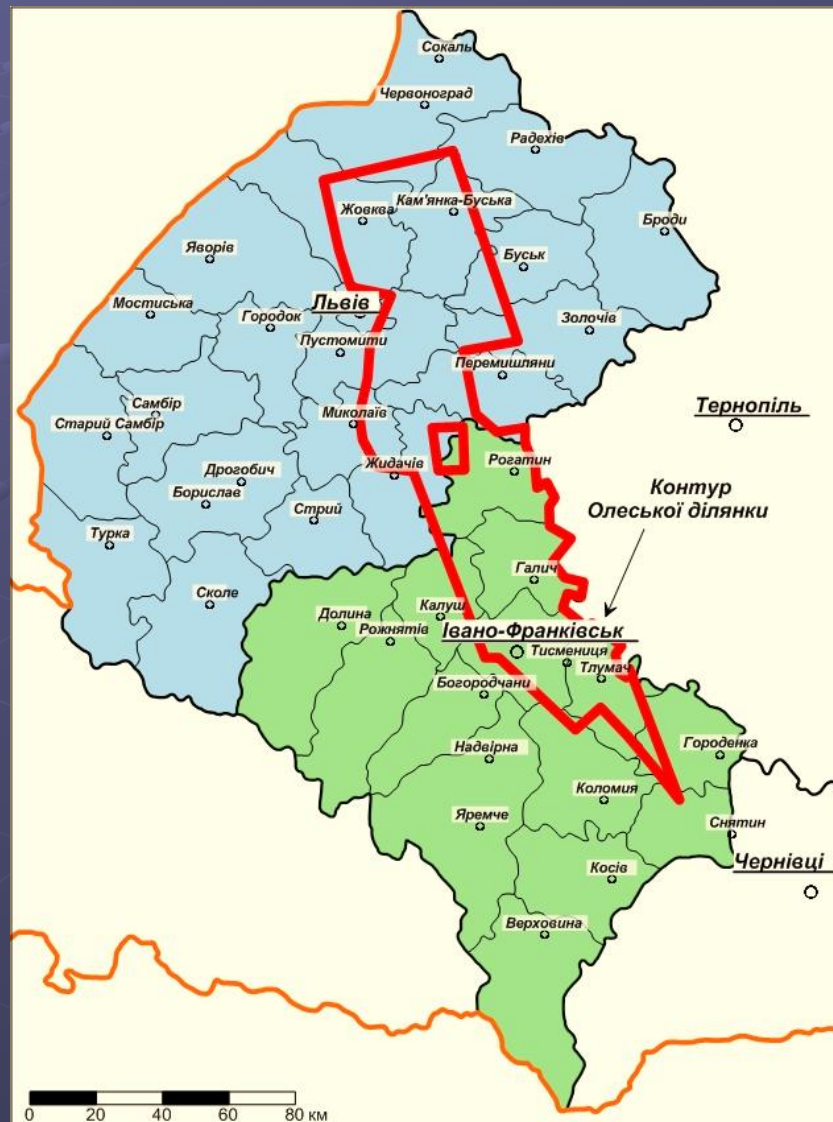 Сокаль
Червоноград
Радехів
Кам'янка-Буська
Жовква
Броди
Яворів
Буськ
Мостиська
Львів
Городок
Золочів
Пустомити
Перемишляни
Самбір
Миколаїв
Тернопіль
Старий Самбір
Дрогобич
Жидачів
Рогатин
Борислав
Контур
Олеської ділянки
Стрий
Турка
Галич
Сколе
Долина
Калуш
Рожнятів
Івано-Франківськ
Тисмениця
Тлумач
Богородчани
Надвірна
Городенка
Коломия
Яремче
Снятин
Чернівці
Косів
Верховина
0 20 40 60 80 км